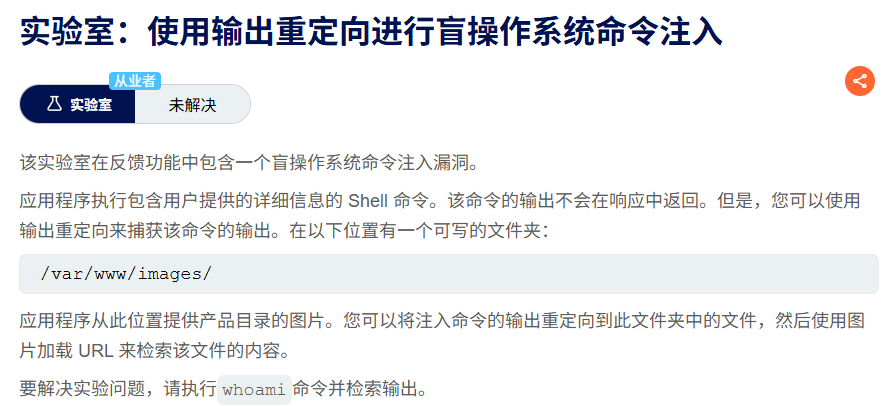 实验室：使用输出重定向进行盲操作系统命令注入
从业者
实验室 未解决
该实验室在反馈功能中包含一个盲操作系统命令注入漏洞。
应用程序执行包含用户提供的详细信息的 Shell 命令。该命令的输出不会在响应中返回。但是，您可以使用
输出重定向来捕获该命令的输出。在以下位置有一个可写的文件夹：
/var/www/images/
应用程序从此位置提供产品目录的图片。您可以将注入命令的输出重定向到此文件夹中的文件，然后使用图
片加载 URL 来检索该文件的内容。
要解决实验问题，请执行 whoami 命令并检索输出。